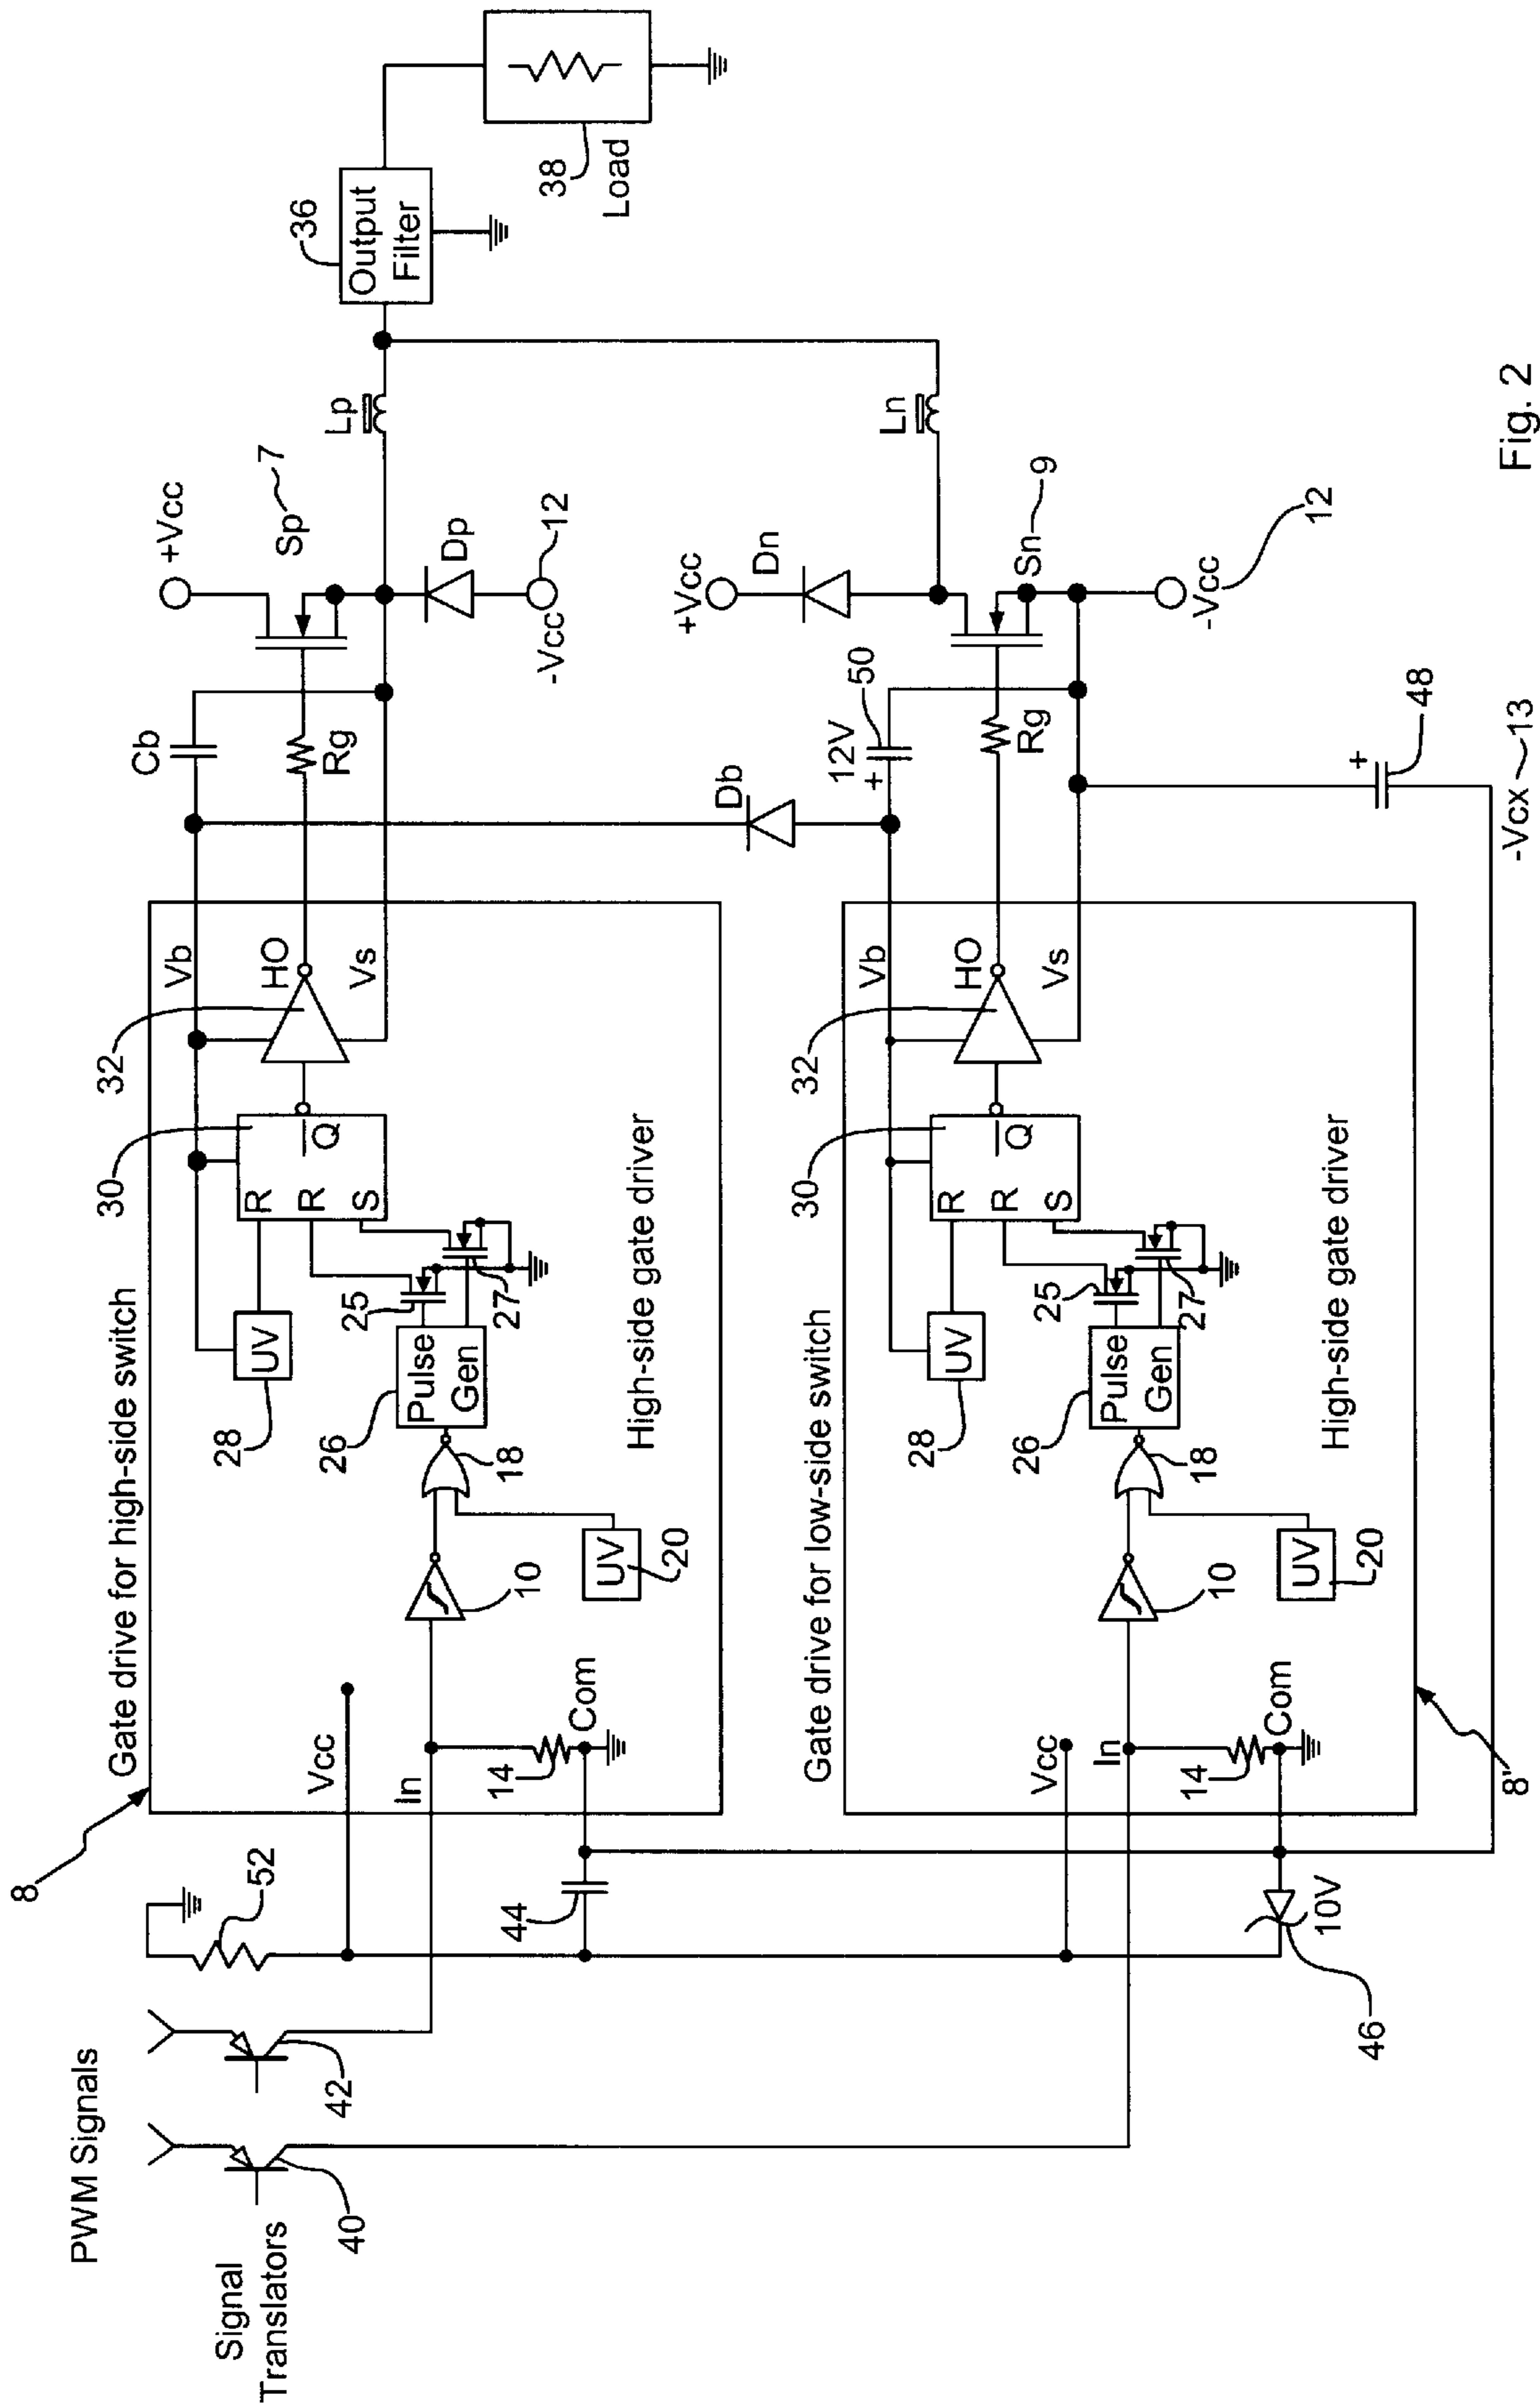 PWM Signals
Signal
Translators
40
42
52
8
Gate drive for high-side switch
Vcc
In
14
Com
44
10
UV
20
18
26
Pulse
Gen
25
27
28
UV
R
R
S
Q
30
32
Vb
HO
Vs
High-side gate driver
Cb
Rg
+Vcc
Sp
7
Dp
-Vcc
12
Lp
36
Output
Filter
38
Load
Gate drive for low-side switch
Vcc
In
14
Com
10V
46
8'
10
UV
20
18
26
Pulse
Gen
25
27
28
UV
R
R
S
Q
30
32
Vb
HO
Vs
High-side gate driver
Db
12V
+
50
Rg
+Vcc
Dn
Sn
9
-Vcc
12
Ln
+
48
-Vcx
13
Fig. 2